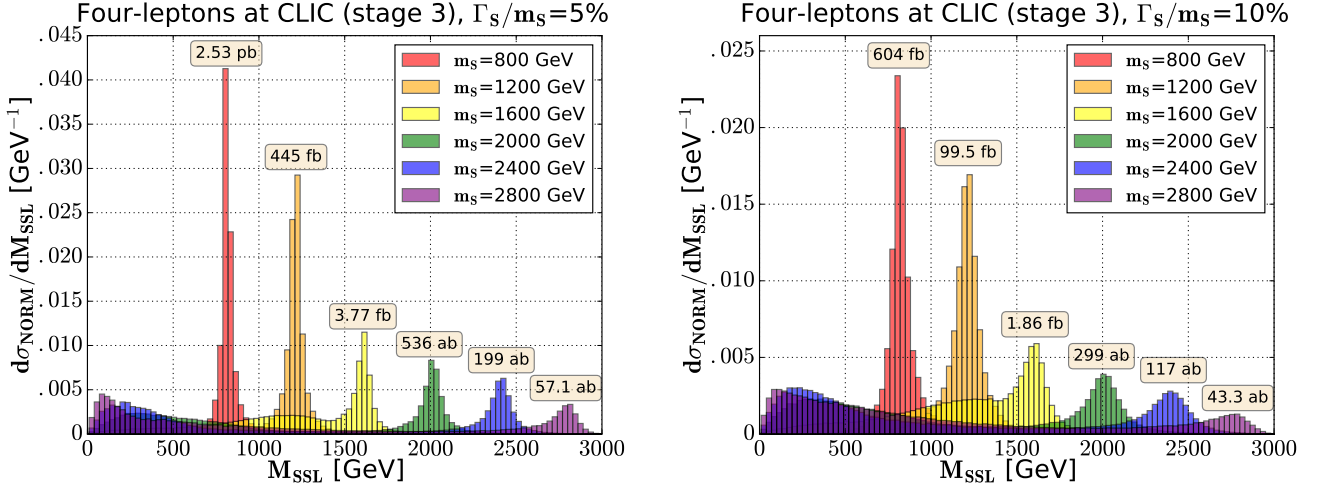 Four-leptons at CLIC (stage 3), Γ_S/m_S=5%
.045
.040
.035
.030
.025
.020
.015
.010
.005
0
dσ_NORM/dM_SSL [GeV⁻¹]
2.53 pb
445 fb
3.77 fb
536 ab
199 ab
57.1 ab
m_S=800 GeV
m_S=1200 GeV
m_S=1600 GeV
m_S=2000 GeV
m_S=2400 GeV
m_S=2800 GeV
0 500 1000 1500 2000 2500 3000
M_SSL [GeV]
Four-leptons at CLIC (stage 3), Γ_S/m_S=10%
.025
.020
.015
.010
.005
0
dσ_NORM/dM_SSL [GeV⁻¹]
604 fb
99.5 fb
1.86 fb
299 ab
117 ab
43.3 ab
m_S=800 GeV
m_S=1200 GeV
m_S=1600 GeV
m_S=2000 GeV
m_S=2400 GeV
m_S=2800 GeV
0 500 1000 1500 2000 2500 3000
M_SSL [GeV]